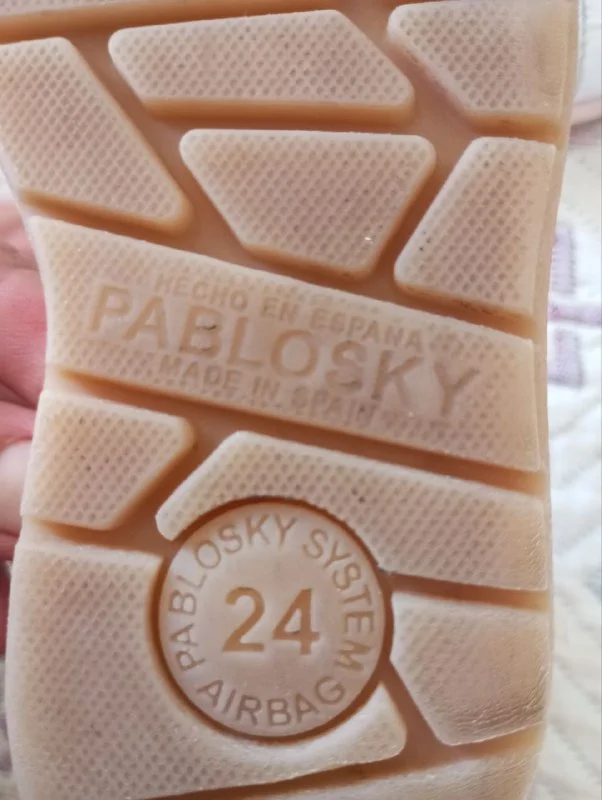 HECHO EN ESPAÑA
PABLOSKY
MADE IN SPAIN
PABLOSKY SYSTEM
24
AIRBAG